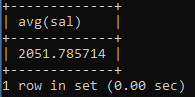 +-------------+
| avg(sal)    |
+-------------+
| 2051.785714 |
+-------------+
1 row in set (0.00 sec)